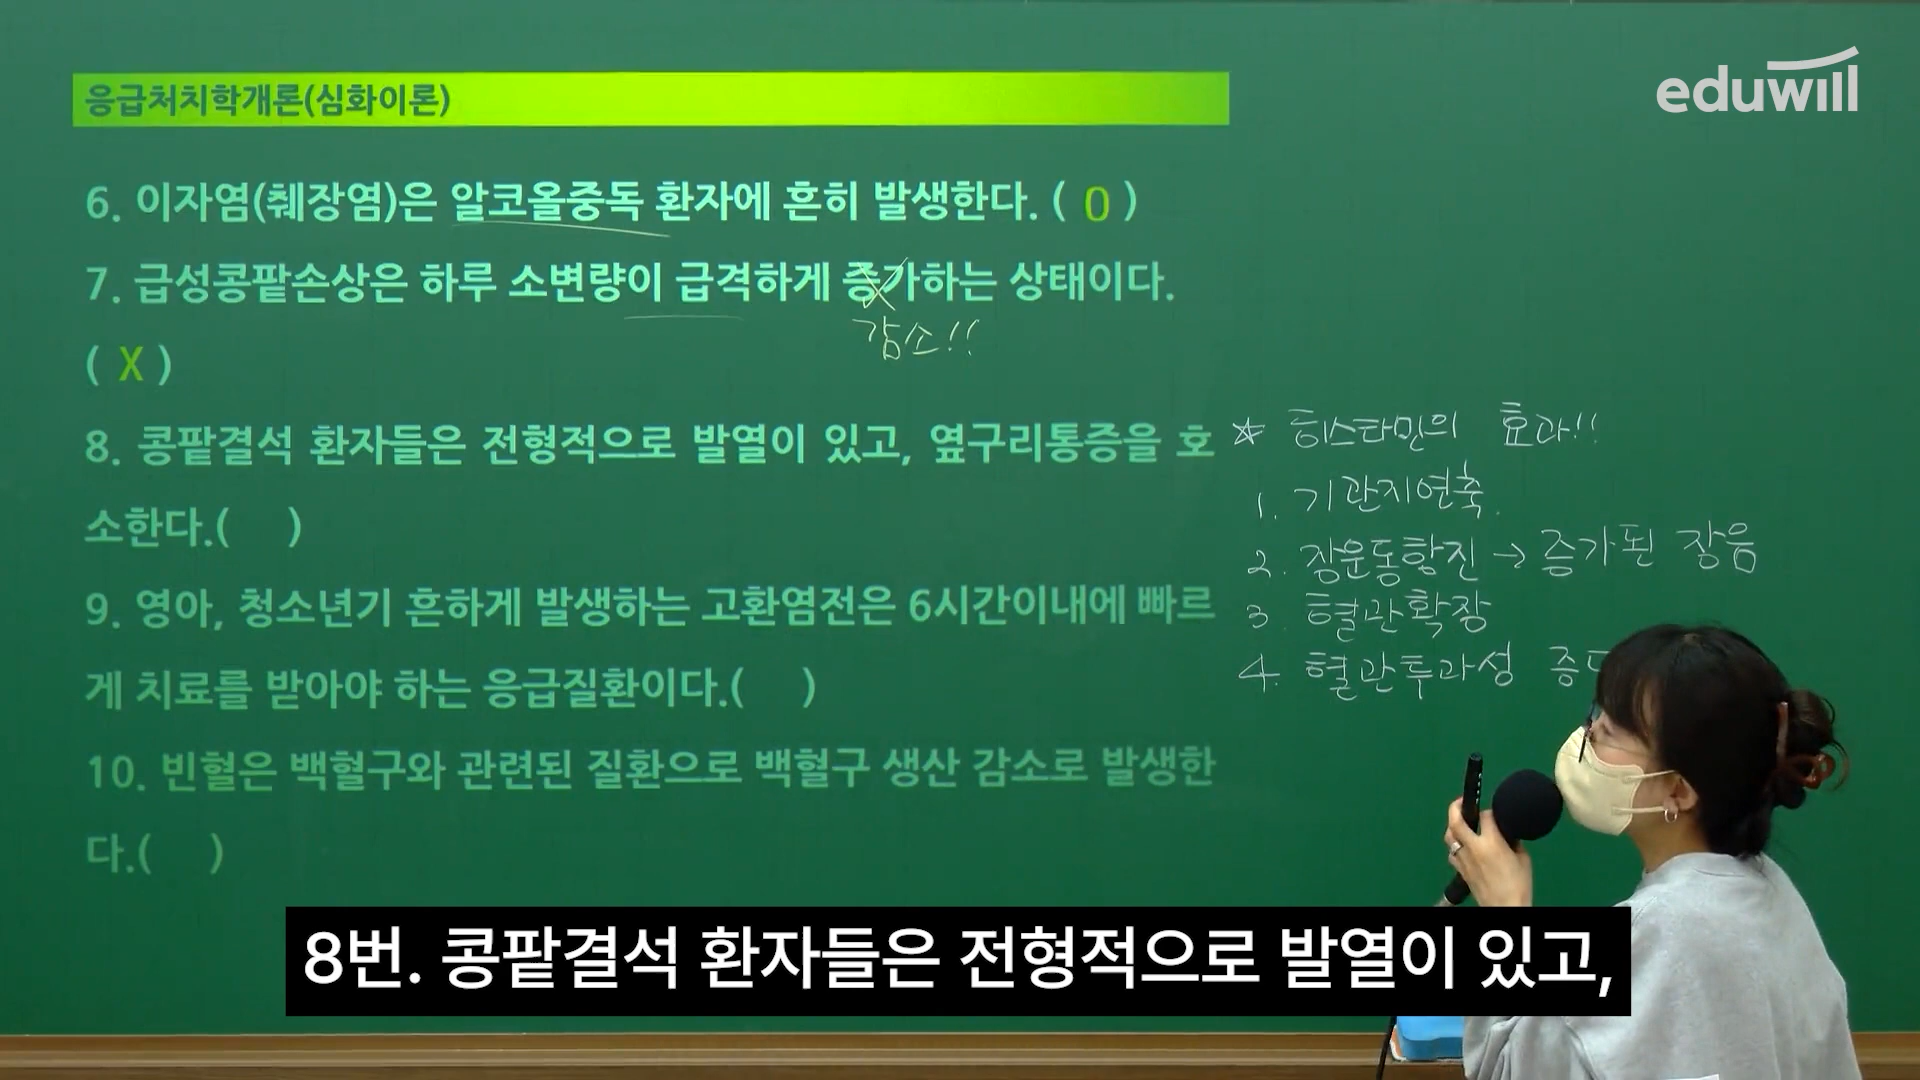 eduwill
응급처치학개론(심화이론)
6. 이자염(췌장염)은 알코올중독 환자에 흔히 발생한다. ( O )
7. 급성콩팥손상은 하루 소변량이 급격하게 증가하는 상태이다.
감소!!
( X )
8. 콩팥결석 환자들은 전형적으로 발열이 있고, 옆구리통증을 호
소한다.( )
9. 영아, 청소년기 흔하게 발생하는 고환염전은 6시간이내에 빠르
게 치료를 받아야 하는 응급질환이다.( )
10. 빈혈은 백혈구와 관련된 질환으로 백혈구 생산 감소로 발생한
다.( )
* 히스타민의 효과!!
1. 기관지연축.
2. 장운동항진 → 증가된 장음
3. 혈관확장
4. 혈관투과성
8번. 콩팥결석 환자들은 전형적으로 발열이 있고,